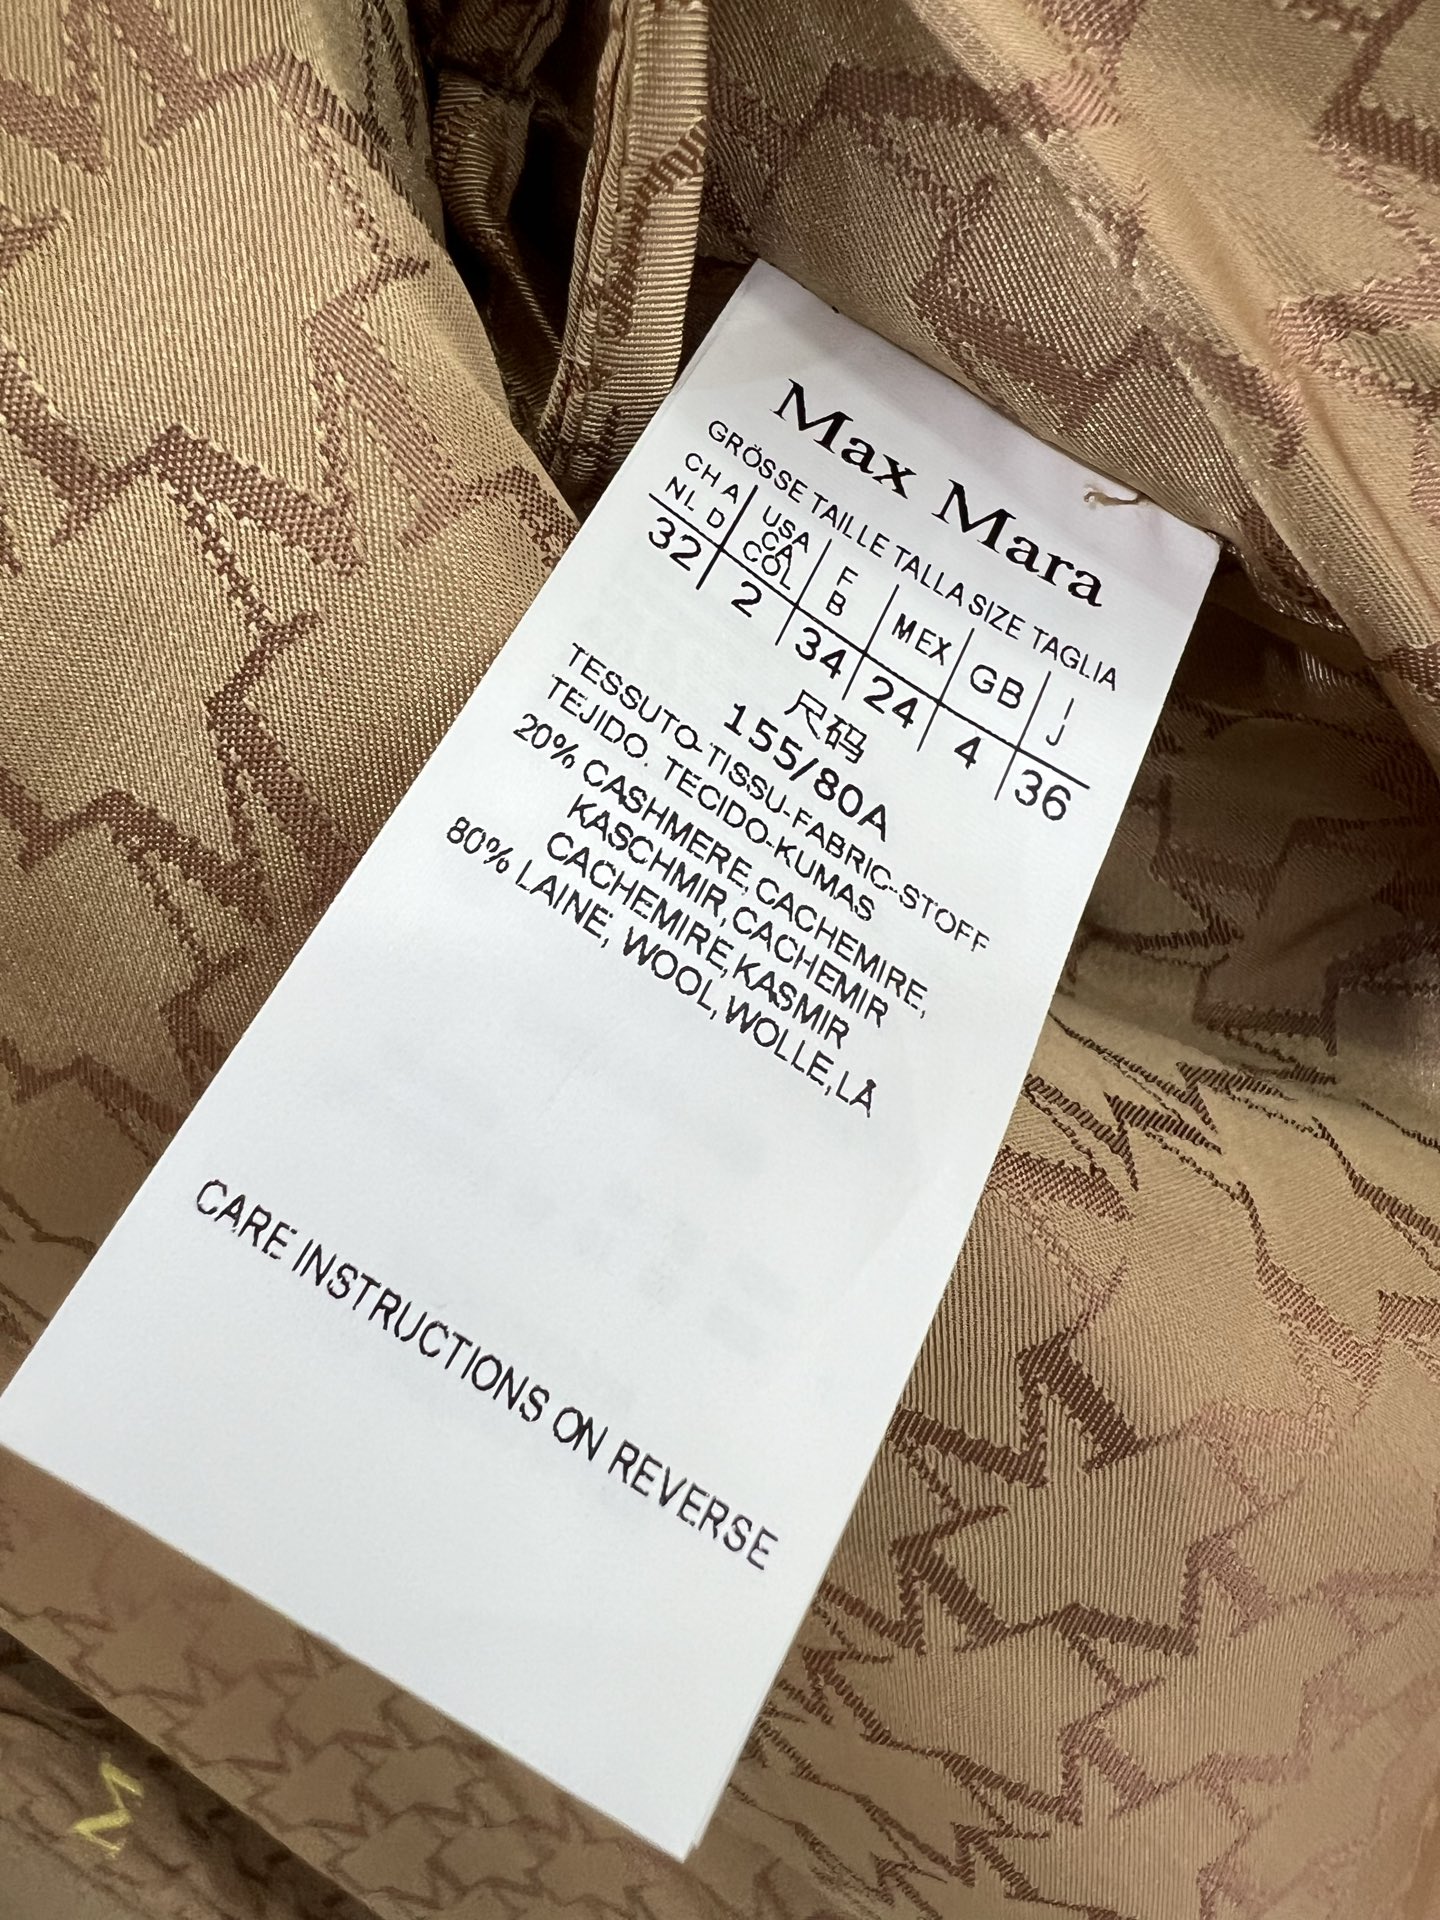 Max Mara
GRÖSSE TAILLE TALLA SIZE TAGLIA
CH A
NL D
USA
CA
COL
F
B
MEX
GB
I
J
32 2 34 24 4 36
尺码
155/80A
TESSUTO-TISSU-FABRIC-STOFF
TEJIDO. TECIDO-KUMAS
20% CASHMERE, CACHEMIRE,
KASCHMIR, CACHEMIR
CACHEMIRE, KASMIR
80% LAINE, WOOL, WOLLE, LÅ
CARE INSTRUCTIONS ON REVERSE